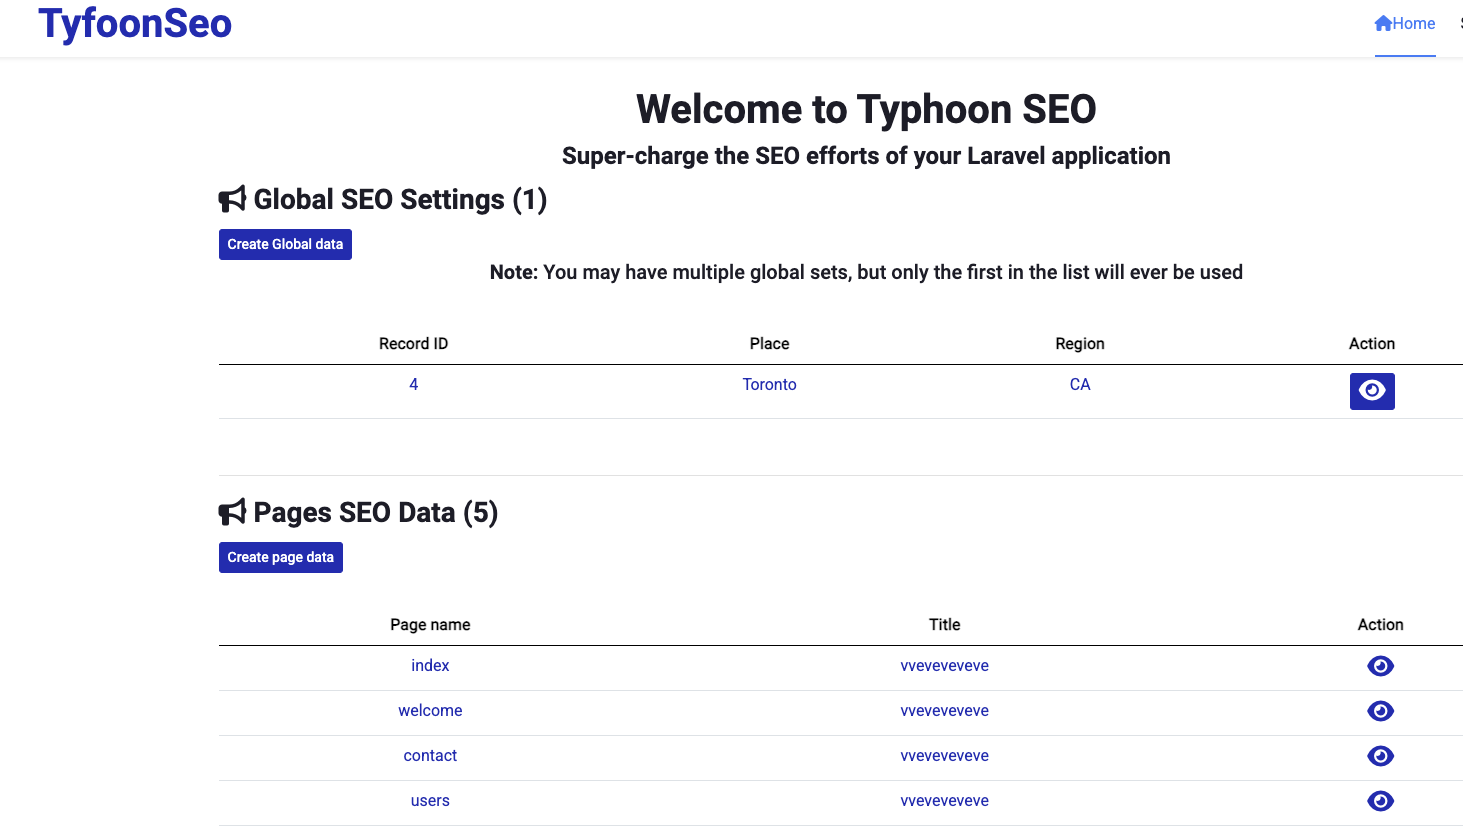 TyfoonSeo
Home
Welcome to Typhoon SEO
Super-charge the SEO efforts of your Laravel application
Global SEO Settings (1)
Create Global data
Note: You may have multiple global sets, but only the first in the list will ever be used
Record ID Place Region Action
4 Toronto CA
Pages SEO Data (5)
Create page data
Page name Title Action
index vveveveveve
welcome vveveveveve
contact vveveveveve
users vveveveveve